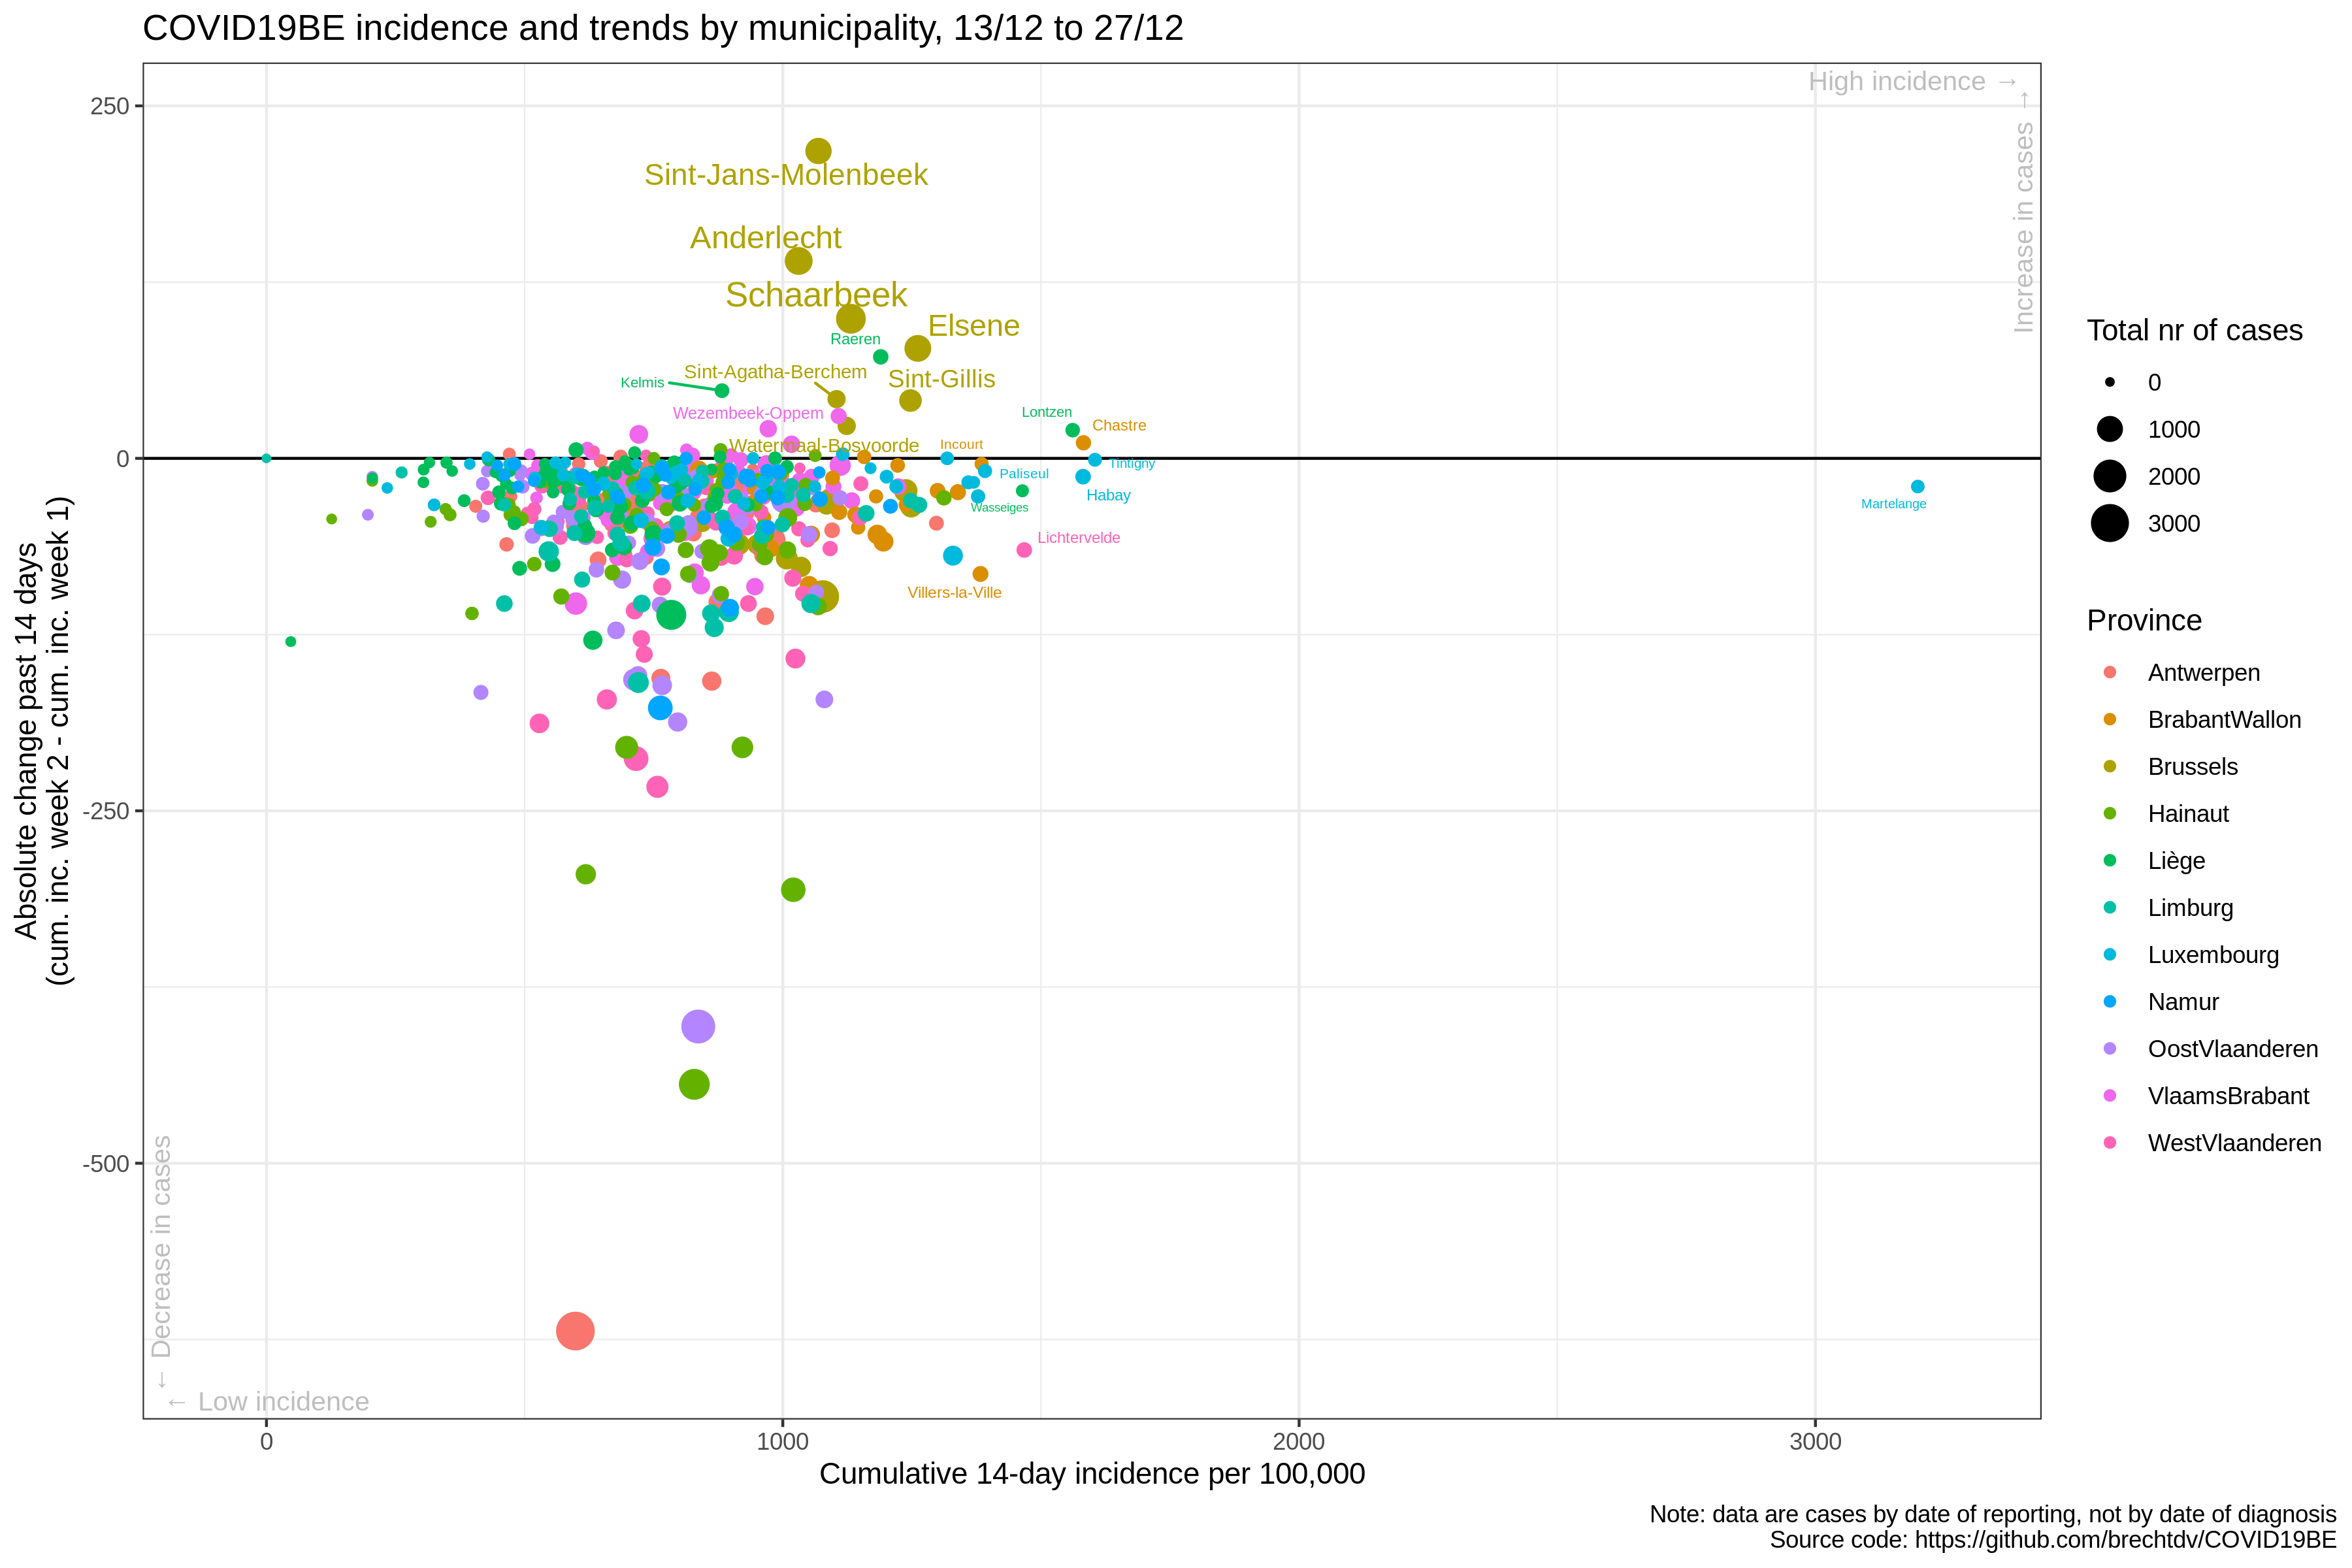 COVID19BE incidence and trends by municipality, 13/12 to 27/12
High incidence →
Increase in cases →
250
0
-250
-500
Absolute change past 14 days
(cum. inc. week 2 - cum. inc. week 1)
Sint-Jans-Molenbeek
Anderlecht
Schaarbeek
Elsene
Raeren
Sint-Agatha-Berchem
Sint-Gillis
Kelmis
Wezembeek-Oppem
Lontzen
Chastre
Watermaal-Bosvoorde
Incourt
Tintigny
Paliseul
Habay
Martelange
Wasseiges
Lichtervelde
Villers-la-Ville
← Decrease in cases
← Low incidence
0
1000
2000
3000
Cumulative 14-day incidence per 100,000
Total nr of cases
0
1000
2000
3000
Province
Antwerpen
BrabantWallon
Brussels
Hainaut
Liège
Limburg
Luxembourg
Namur
OostVlaanderen
VlaamsBrabant
WestVlaanderen
Note: data are cases by date of reporting, not by date of diagnosis
Source code: https://github.com/brechtdv/COVID19BE